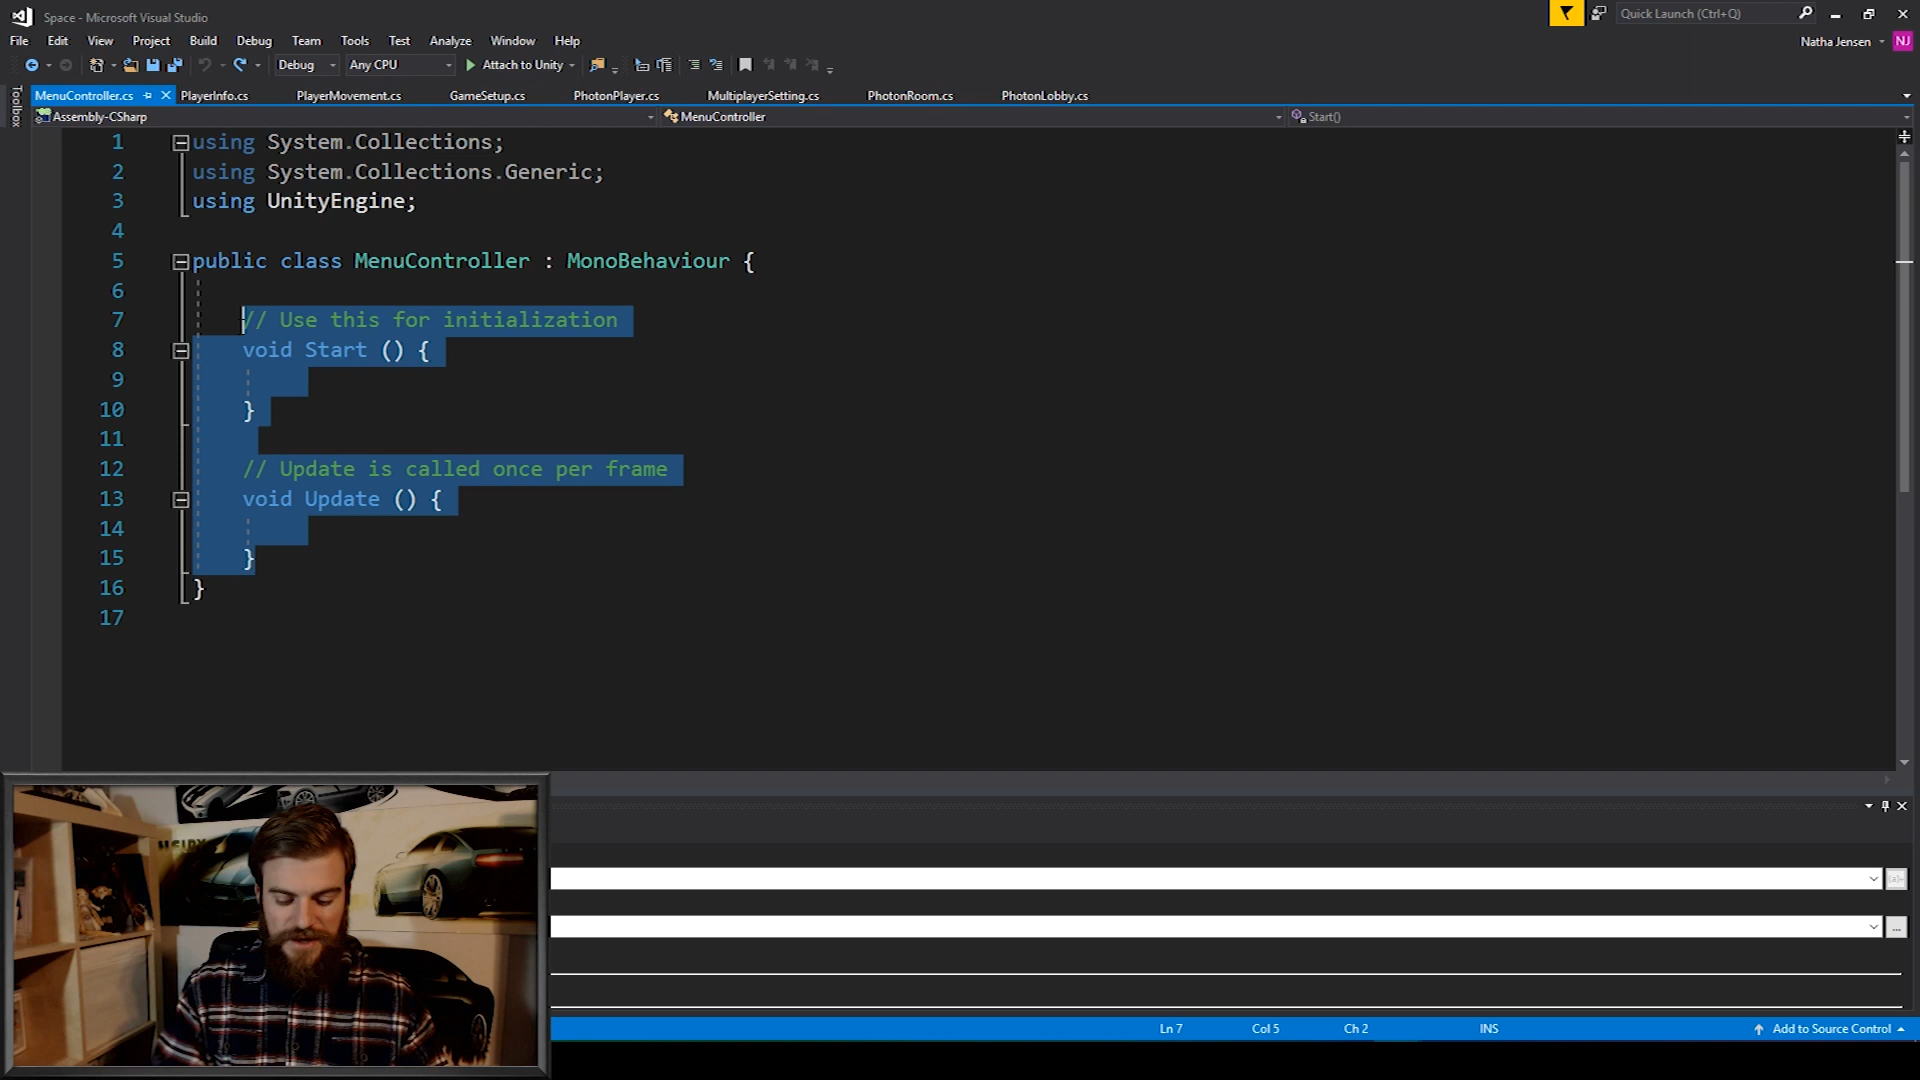 Space - Microsoft Visual Studio
Quick Launch (Ctrl+Q)
File Edit View Project Build Debug Team Tools Test Analyze Window Help
Natha Jensen NJ
Debug Any CPU Attach to Unity
Toolbox
MenuController.cs PlayerInfo.cs PlayerMovement.cs GameSetup.cs PhotonPlayer.cs MultiplayerSetting.cs PhotonRoom.cs PhotonLobby.cs
Assembly-CSharp MenuController Start()
1 using System.Collections;
2 using System.Collections.Generic;
3 using UnityEngine;
4
5 public class MenuController : MonoBehaviour {
6
7 // Use this for initialization
8 void Start () {
9
10 }
11
12 // Update is called once per frame
13 void Update () {
14
15 }
16 }
17
Ln 7 Col 5 Ch 2 INS Add to Source Control